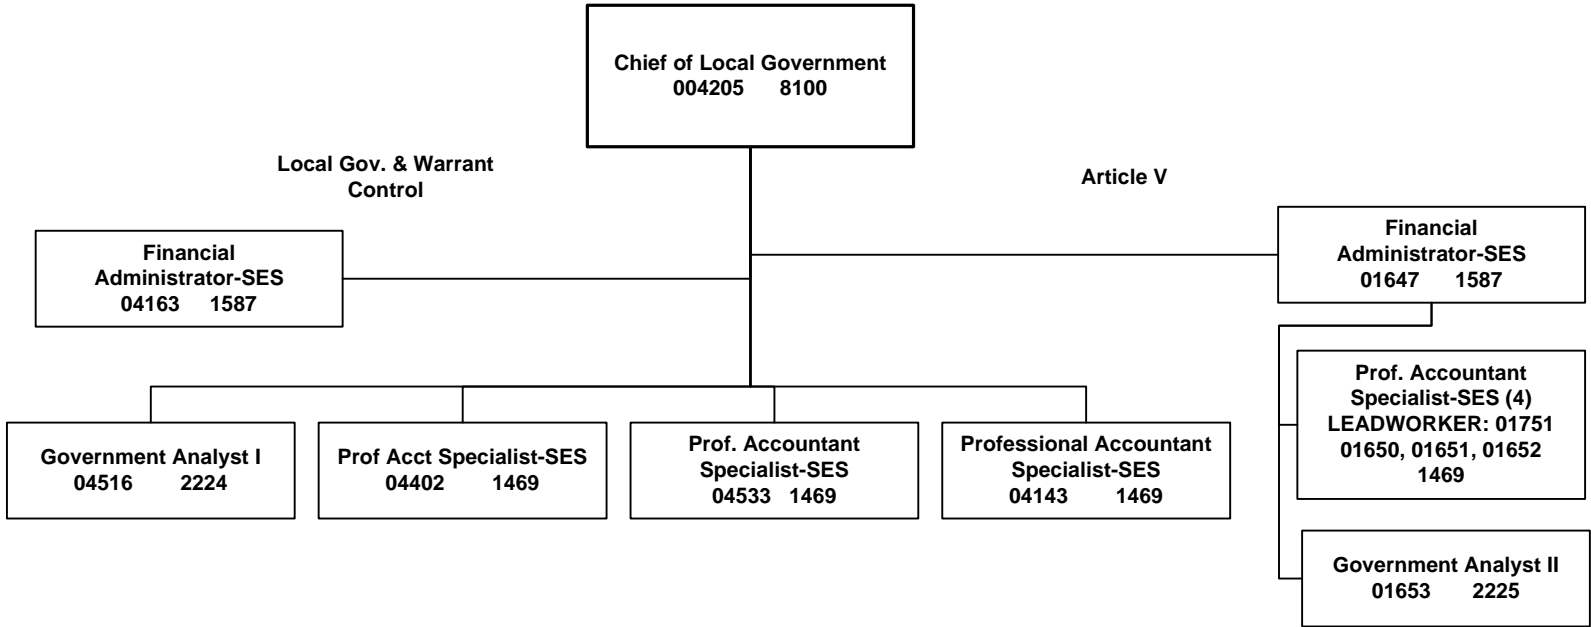 Chief of Local Government
004205 8100
Local Gov. & Warrant
Control
Article V
Financial
Administrator-SES
04163 1587
Financial
Administrator-SES
01647 1587
Government Analyst I
04516 2224
Prof Acct Specialist-SES
04402 1469
Prof. Accountant
Specialist-SES
04533 1469
Professional Accountant
Specialist-SES
04143 1469
Prof. Accountant
Specialist-SES (4)
LEADWORKER: 01751
01650, 01651, 01652
1469
Government Analyst II
01653 2225